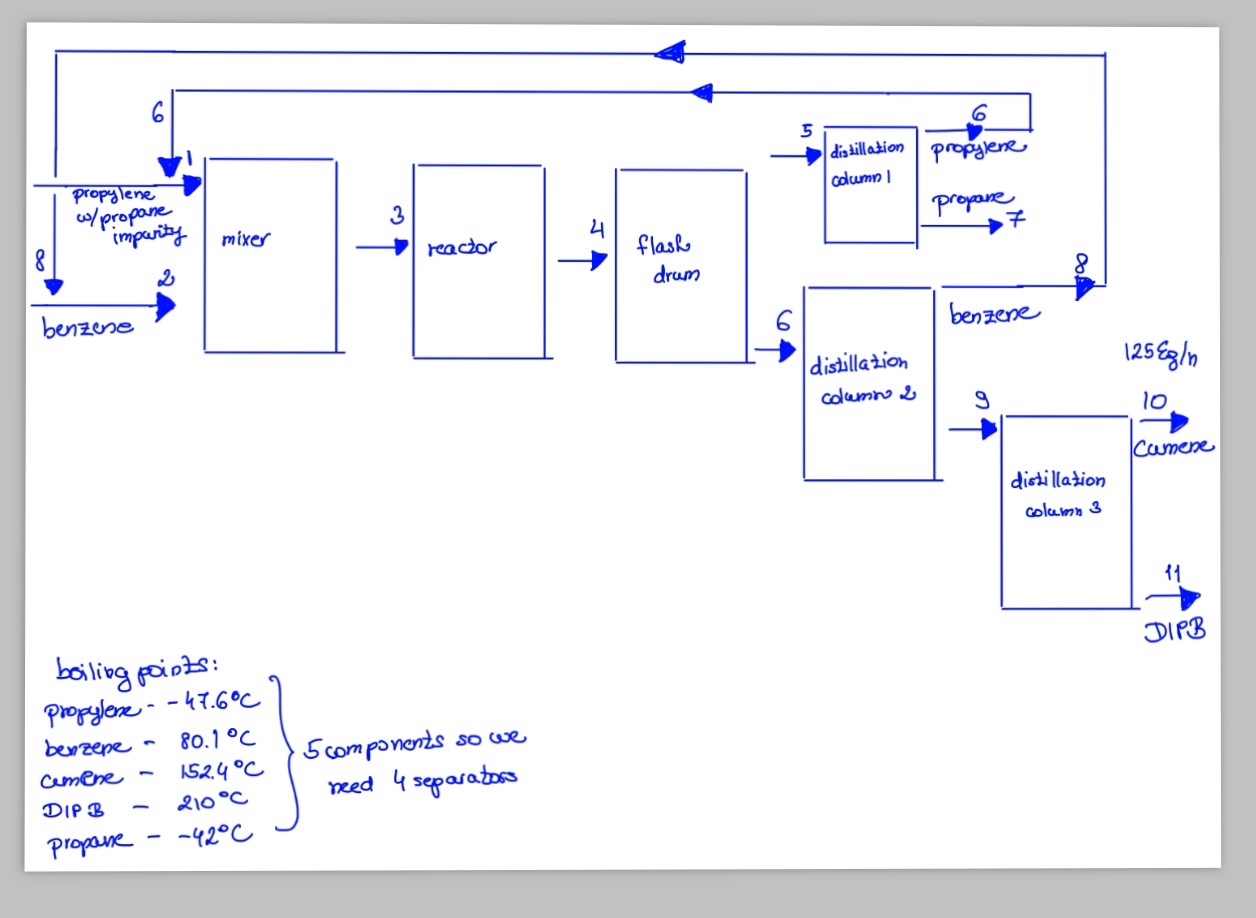 6
1
propylene
w/propane
impurity
8
2
benzene
mixer
3
reactor
4
flash
drum
5
distillation
column 1
6
propylene
propane
7
6
distillation
column 2
8
benzene
9
distillation
column 3
10
Cumene
11
DIPB
boiling points:
propylene - -47.6°C
benzene - 80.1°C
cumene - 152.4°C
DIPB - 210°C
propane - -42°C
5 components so we
need 4 separators